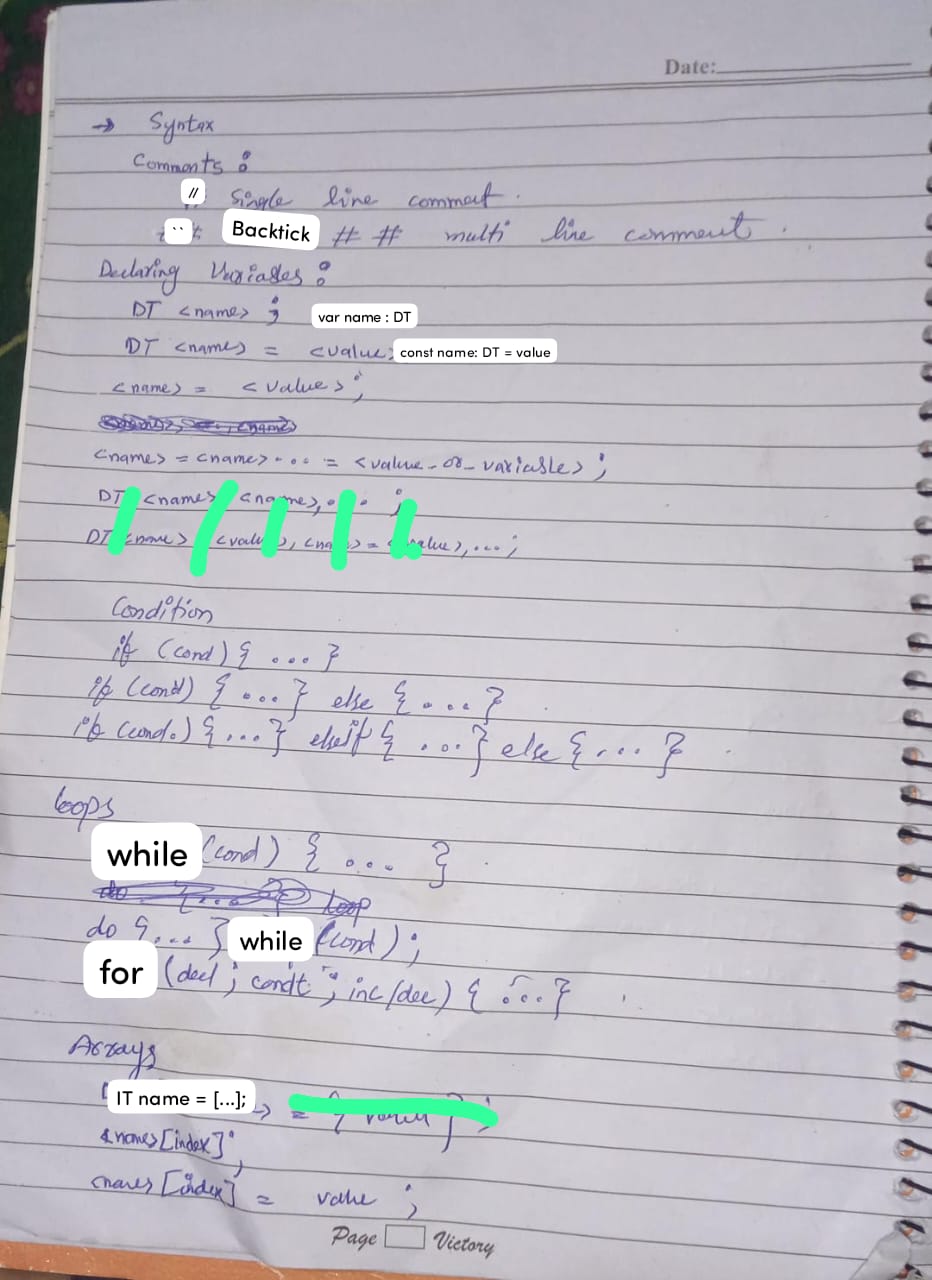 Date:
→ Syntax
Comments :
// single line comment.
`` Backtick # # multi line comment.
Declaring Variables :
DT <name> ; var name : DT
DT <name> = <value> const name: DT = value
<name> = <value> ;
<name> = <name> ... = <value_or_variable> ;
DT <name>, <name>, ... ;
DT <name> <value>, <name> = <value>, ... ;
Condition
if (cond) { ... }
if (cond) { ... } else { ... }
if (cond.) { ... } elseif { ... } else { ... }
loops
while (cond) { ... }
do { ... } while (cond) ;
for (decl ; condt ; inc/dec) { ... }
Arrays
IT name = [...];
<name>[index] ;
<name>[index] = value ;
Page Victory